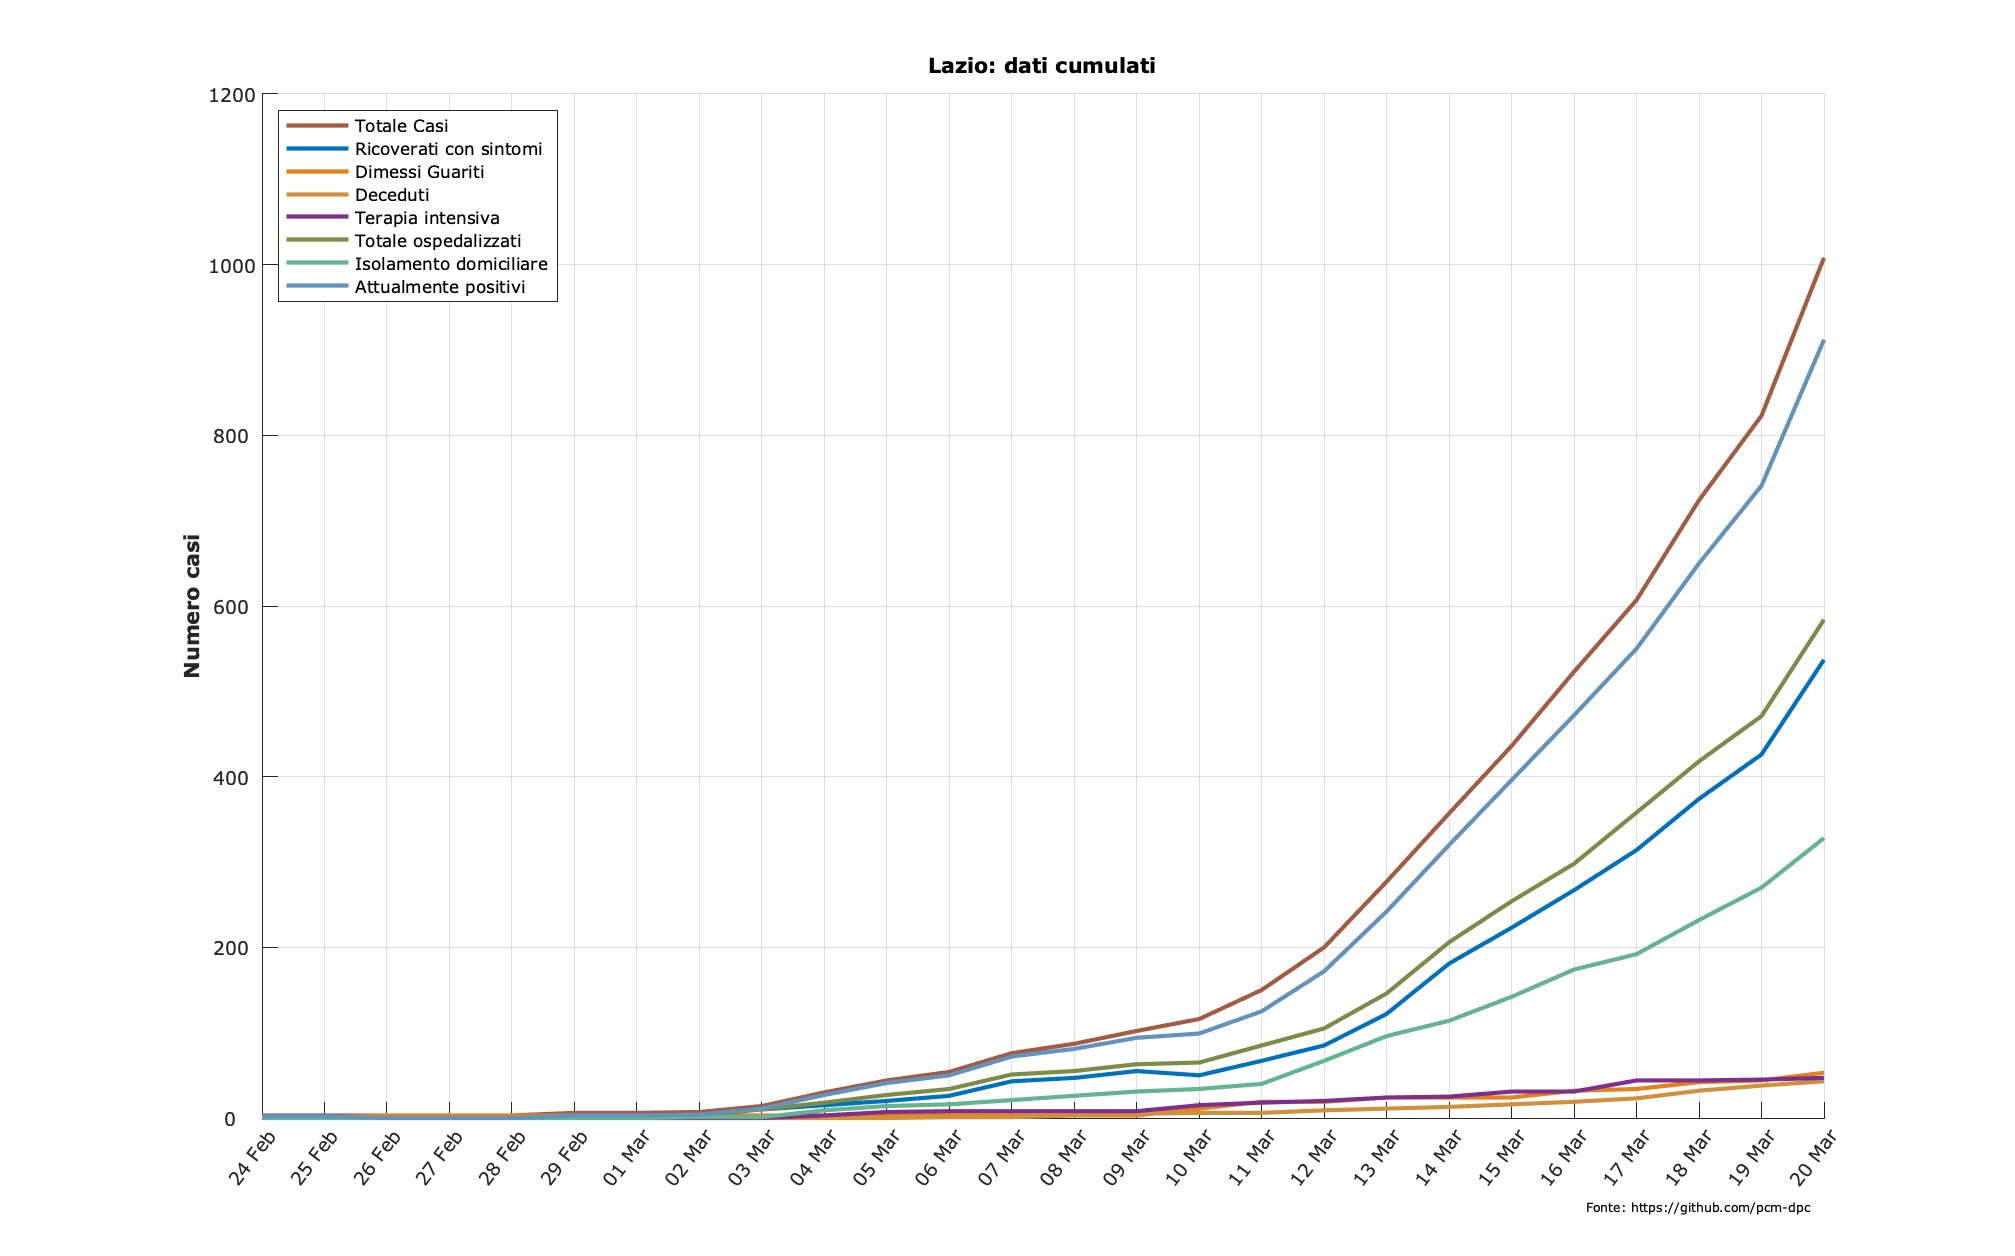 Lazio: dati cumulati
1200
1000
800
600
400
200
0
Numero casi
Totale Casi
Ricoverati con sintomi
Dimessi Guariti
Deceduti
Terapia intensiva
Totale ospedalizzati
Isolamento domiciliare
Attualmente positivi
24 Feb
25 Feb
26 Feb
27 Feb
28 Feb
29 Feb
01 Mar
02 Mar
03 Mar
04 Mar
05 Mar
06 Mar
07 Mar
08 Mar
09 Mar
10 Mar
11 Mar
12 Mar
13 Mar
14 Mar
15 Mar
16 Mar
17 Mar
18 Mar
19 Mar
20 Mar
Fonte: https://github.com/pcm-dpc